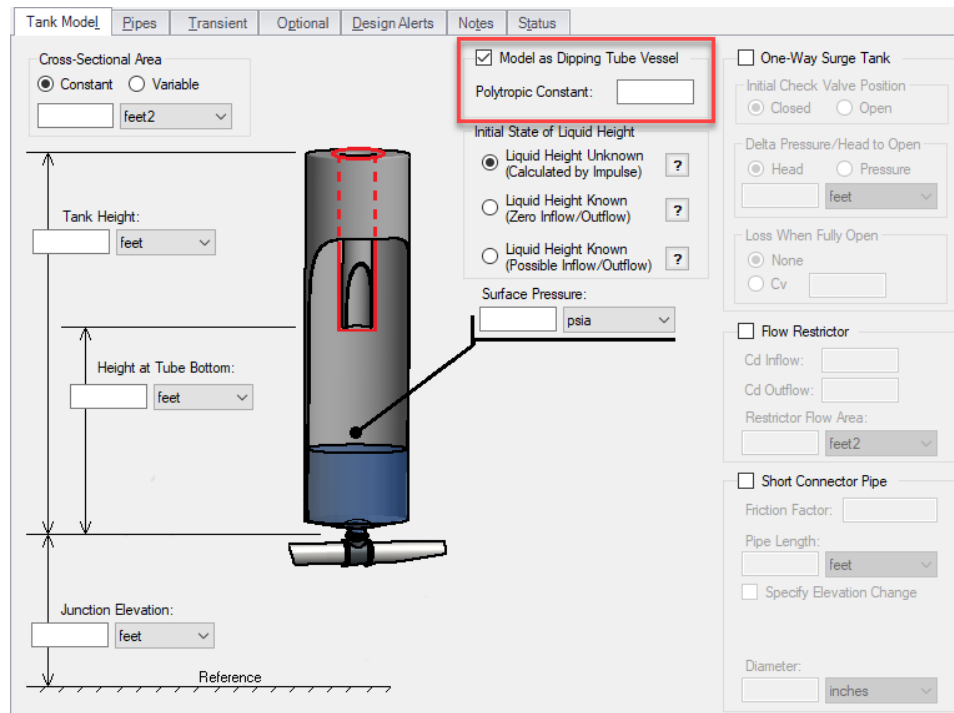 Tank Model Pipes Transient Optional Design Alerts Notes Status
Cross-Sectional Area
Constant Variable
feet2
Tank Height:
feet
Height at Tube Bottom:
feet
Junction Elevation:
feet
Reference
Model as Dipping Tube Vessel
Polytropic Constant:
Initial State of Liquid Height
Liquid Height Unknown
(Calculated by Impulse) ?
Liquid Height Known
(Zero Inflow/Outflow) ?
Liquid Height Known
(Possible Inflow/Outflow) ?
Surface Pressure:
psia
One-Way Surge Tank
Initial Check Valve Position
Closed Open
Delta Pressure/Head to Open
Head Pressure
feet
Loss When Fully Open
None
Cv
Flow Restrictor
Cd Inflow:
Cd Outflow:
Restrictor Flow Area:
feet2
Short Connector Pipe
Friction Factor:
Pipe Length:
feet
Specify Elevation Change
Diameter:
inches